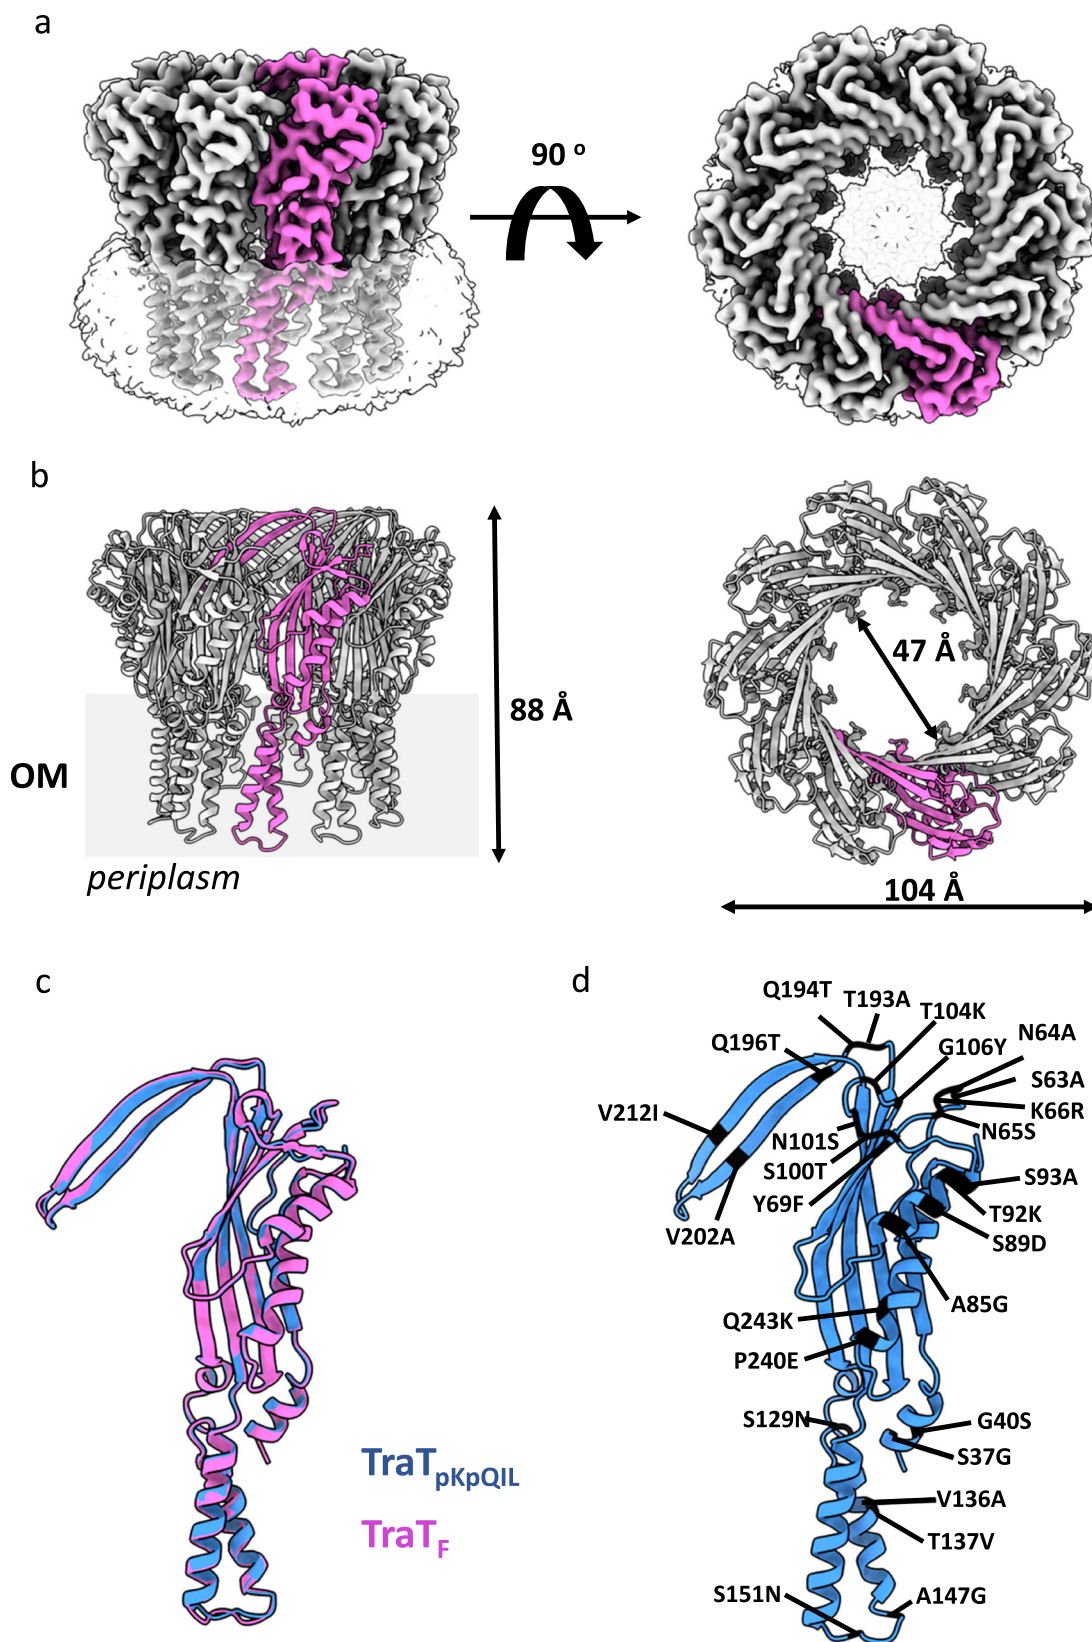 a
90 o
b
47 Å
88 Å
OM
periplasm
104 Å
c
d
Q194T
T193A
T104K
N64A
Q196T
G106Y
S63A
K66R
V212I
N65S
N101S
S100T
S93A
Y69F
T92K
V202A
S89D
A85G
Q243K
P240E
S129N
G40S
S37G
TraTpKpQIL
V136A
TraTF
T137V
S151N
A147G